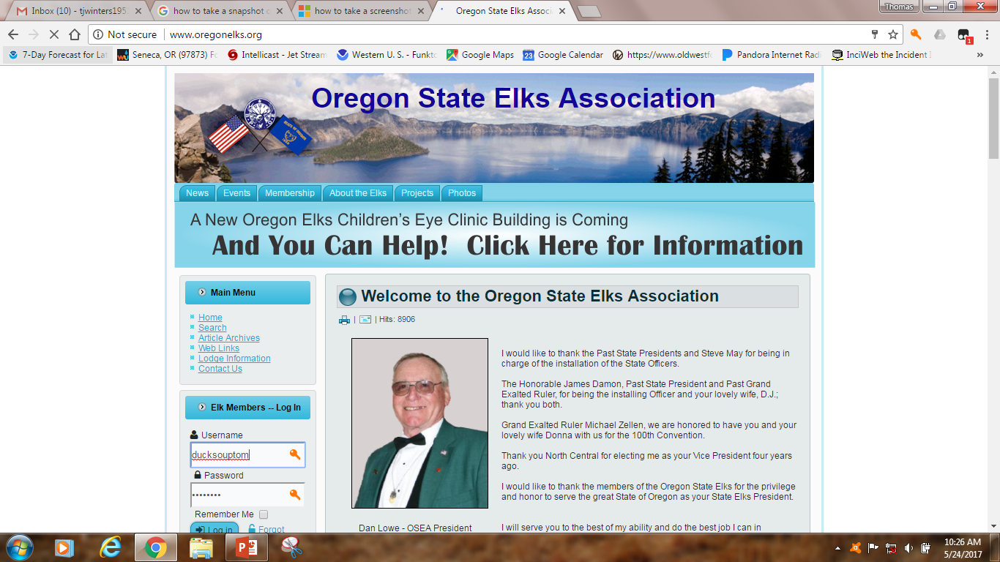 Inbox (10) - tjwinters195
how to take a snapshot
how to take a screenshot
Oregon State Elks Associ
Thomas
Not secure
www.oregonelks.org
7-Day Forecast for Lat
Seneca, OR (97873)
Intellicast - Jet Stream
Western U. S. - Funkt
Google Maps
23
Google Calendar
https://www.oldwestf
Pandora Internet Radi
InciWeb the Incident
»
1
Oregon State Elks Association
News
Events
Membership
About the Elks
Projects
Photos
A New Oregon Elks Children’s Eye Clinic Building is Coming
And You Can Help! Click Here for Information
Main Menu
Home
Search
Article Archives
Web Links
Lodge Information
Contact Us
Elk Members -- Log In
Username
ducksouptom
Password
••••••••
Remember Me
Log in
Forgot
Welcome to the Oregon State Elks Association
| | Hits: 8906
Dan Lowe - OSEA President
I would like to thank the Past State Presidents and Steve May for being in
charge of the installation of the State Officers.
The Honorable James Damon, Past State President and Past Grand
Exalted Ruler, for being the installing Officer and your lovely wife, D.J.;
thank you both.
Grand Exalted Ruler Michael Zellen, we are honored to have you and your
lovely wife Donna with us for the 100th Convention.
Thank you North Central for electing me as your Vice President four years
ago.
I would like to thank the members of the Oregon State Elks for the privilege
and honor to serve the great State of Oregon as your State Elks President.
I will serve you to the best of my ability and do the best job I can in
10:26 AM
5/24/2017